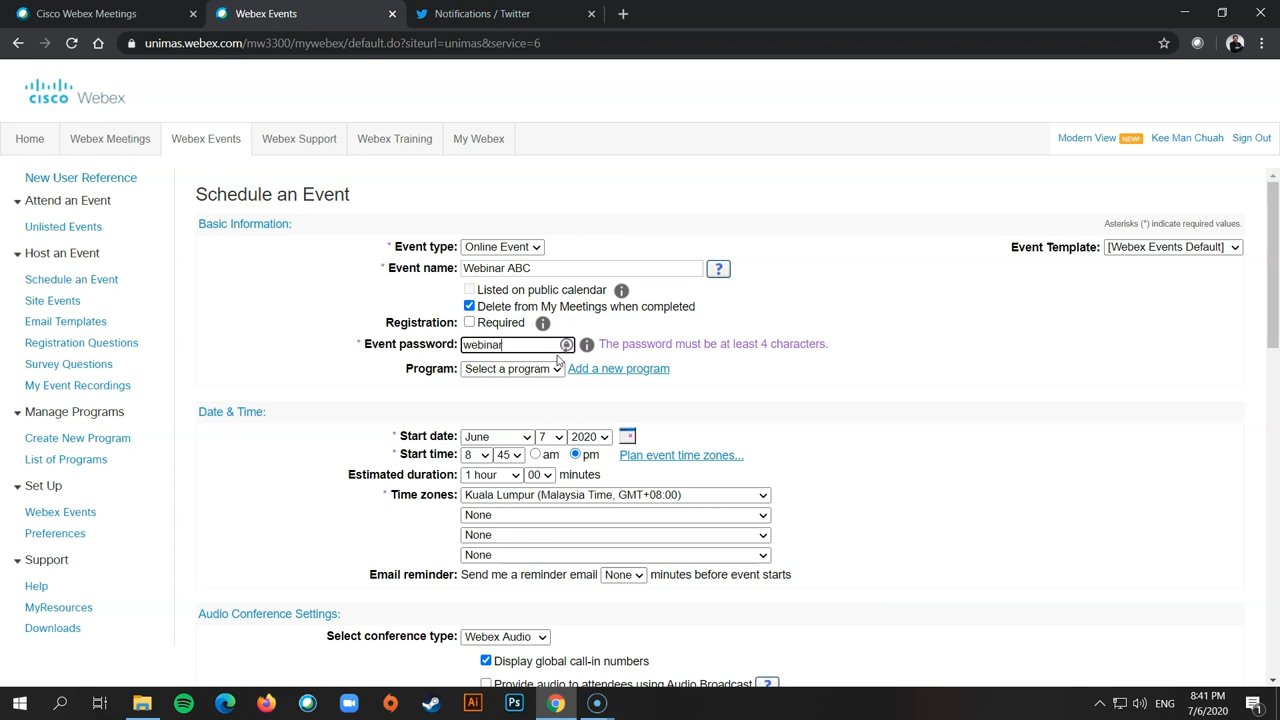 Cisco Webex Meetings
Webex Events
Notifications / Twitter
unimas.webex.com/mw3300/mywebex/default.do?siteurl=unimas&service=6
cisco Webex
Home Webex Meetings Webex Events Webex Support Webex Training My Webex Modern View NEW! Kee Man Chuah Sign Out
New User Reference
Attend an Event
Unlisted Events
Host an Event
Schedule an Event
Site Events
Email Templates
Registration Questions
Survey Questions
My Event Recordings
Manage Programs
Create New Program
List of Programs
Set Up
Webex Events
Preferences
Support
Help
MyResources
Downloads
Schedule an Event
Basic Information: Asterisks (*) indicate required values.
* Event type: Online Event Event Template: [Webex Events Default]
* Event name: Webinar ABC ?
Listed on public calendar i
Delete from My Meetings when completed
Registration: Required i
* Event password: webinar i The password must be at least 4 characters.
Program: Select a program Add a new program
Date & Time:
* Start date: June 7 2020
* Start time: 8 45 am pm Plan event time zones...
Estimated duration: 1 hour 00 minutes
* Time zones: Kuala Lumpur (Malaysia Time, GMT+08:00)
None
None
None
Email reminder: Send me a reminder email None minutes before event starts
Audio Conference Settings:
Select conference type: Webex Audio
Display global call-in numbers
Provide audio to attendees using Audio Broadcast ?
Ai Ps ENG 8:41 PM
7/6/2020 1